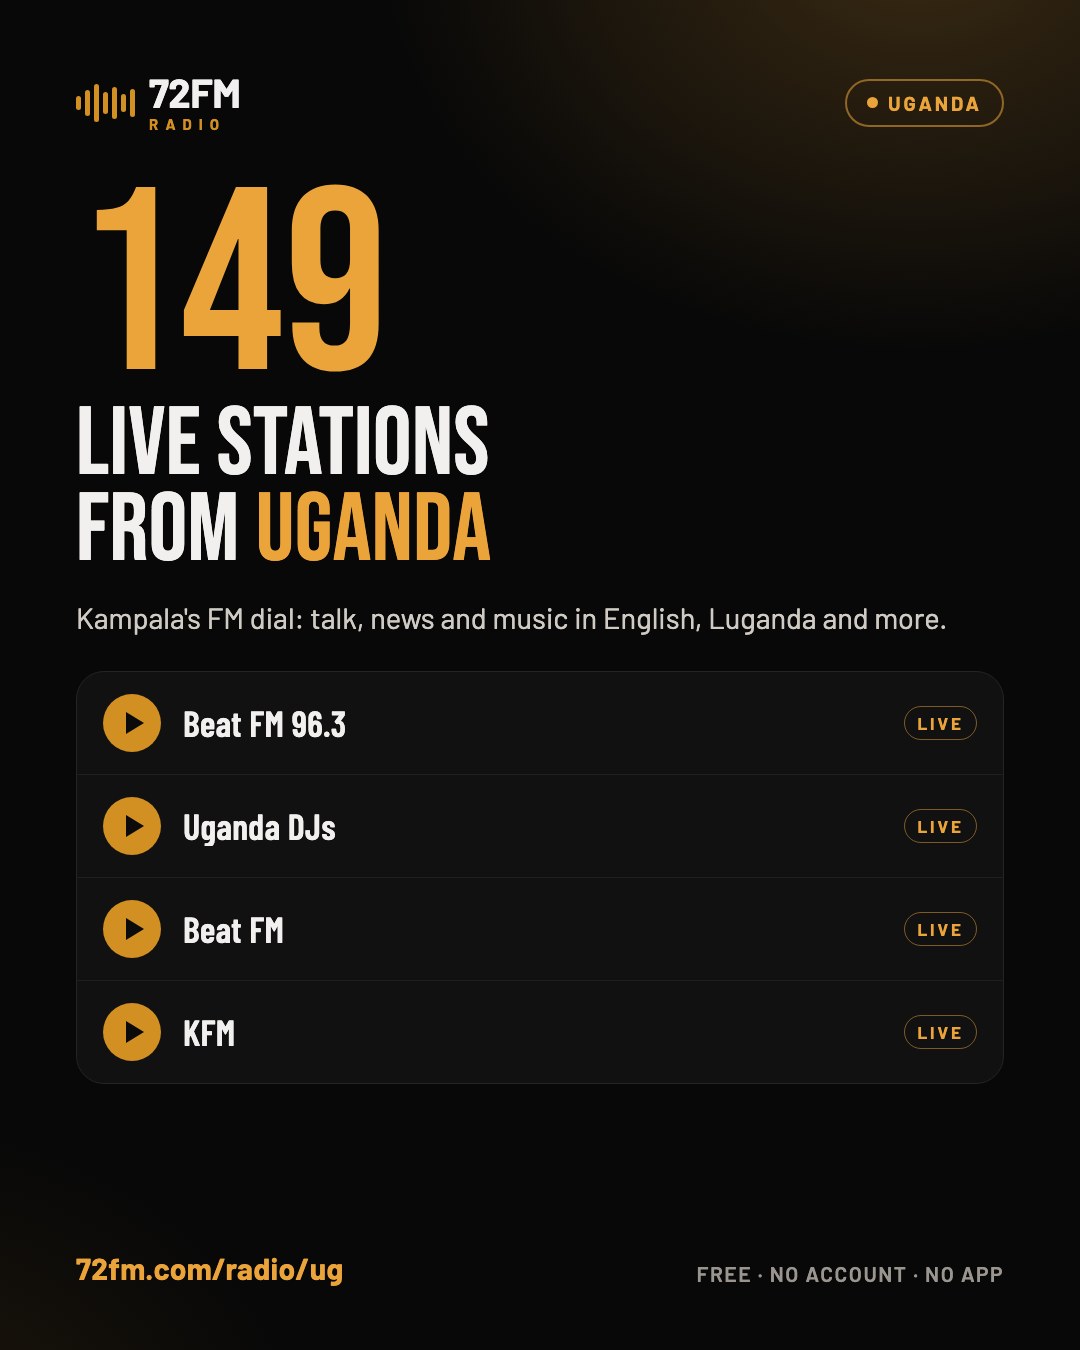 72FM
RADIO
UGANDA
149
LIVE STATIONS
FROM UGANDA
Kampala's FM dial: talk, news and music in English, Luganda and more.
Beat FM 96.3
LIVE
Uganda DJs
LIVE
Beat FM
LIVE
KFM
LIVE
72fm.com/radio/ug
FREE · NO ACCOUNT · NO APP